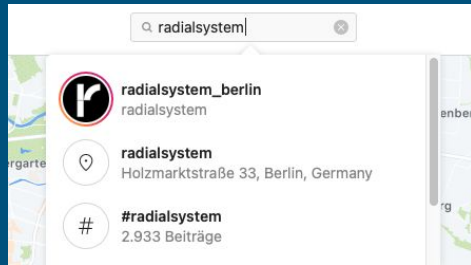 radialsystem
radialsystem_berlin
radialsystem
radialsystem
Holzmarktstraße 33, Berlin, Germany
#radialsystem
2.933 Beiträge